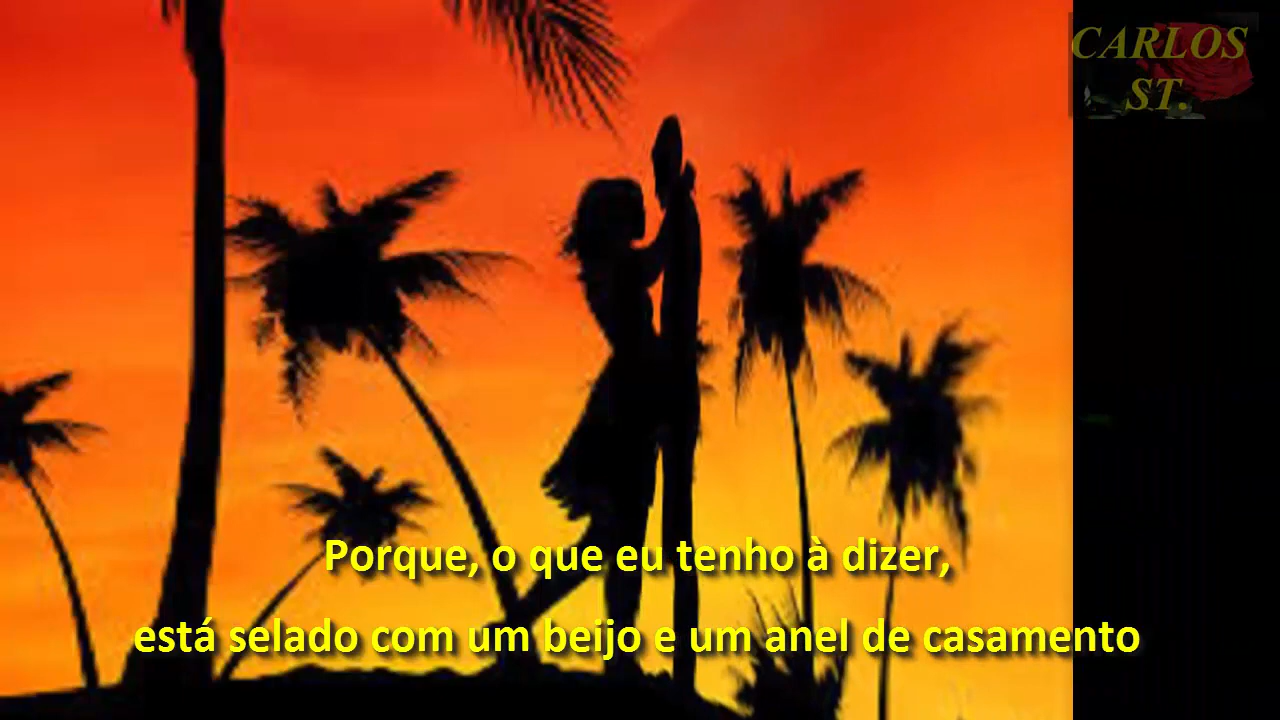 CARLOS
ST.
Porque, o que eu tenho à dizer,
está selado com um beijo e um anel de casamento